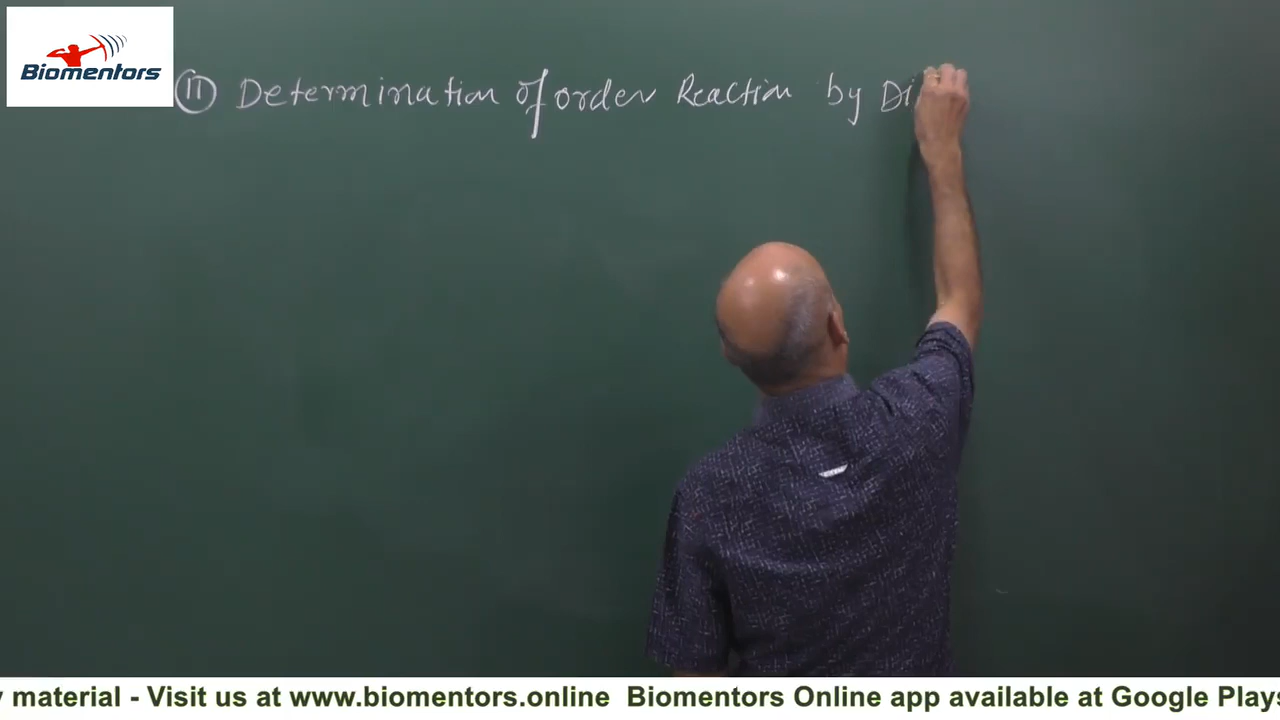 Biomentors
11 Determination of order Reaction by Di
y material - Visit us at www.biomentors.online Biomentors Online app available at Google Plays